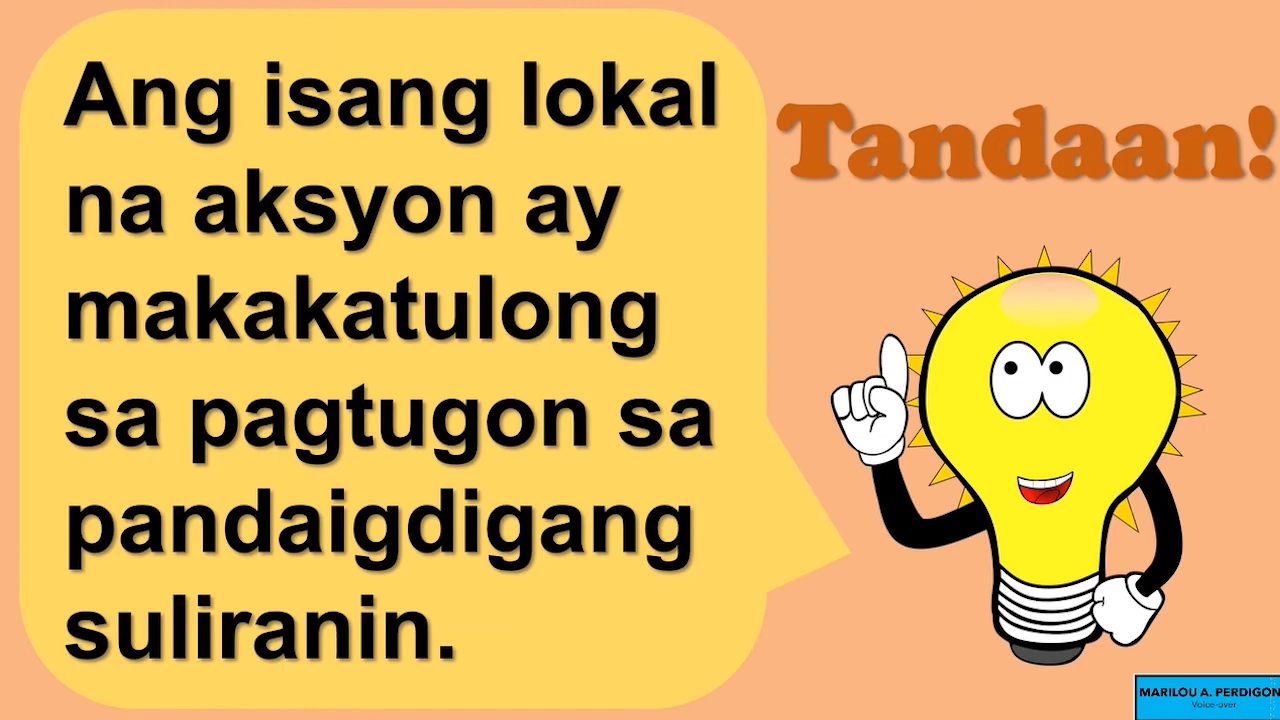 Ang isang lokal
na aksyon ay
makakatulong
sa pagtugon sa
pandaigdigang
suliranin.
Tandaan!
MARILOU A. PERDIGON
Voice-over